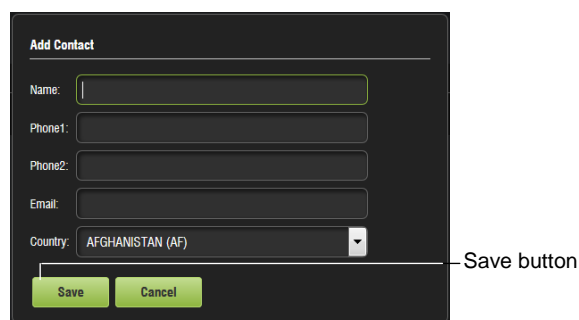 Add Contact
Name:
Phone1:
Phone2:
Email:
Country: AFGHANISTAN (AF)
Save button
Save Cancel